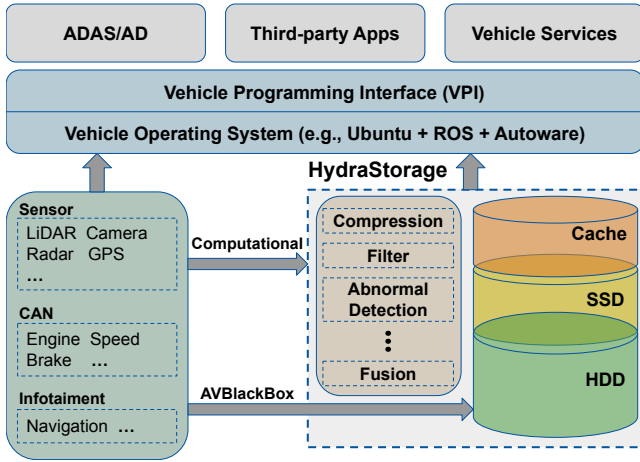 ADAS/AD
Third-party Apps
Vehicle Services
Vehicle Programming Interface (VPI)
Vehicle Operating System (e.g., Ubuntu + ROS + Autoware)
HydraStorage
Sensor
LiDAR Camera
Radar GPS
...
CAN
Engine Speed
Brake ...
Infotaiment
Navigation ...
Computational
AVBlackBox
Compression
Filter
Abnormal
Detection
Fusion
Cache
SSD
HDD